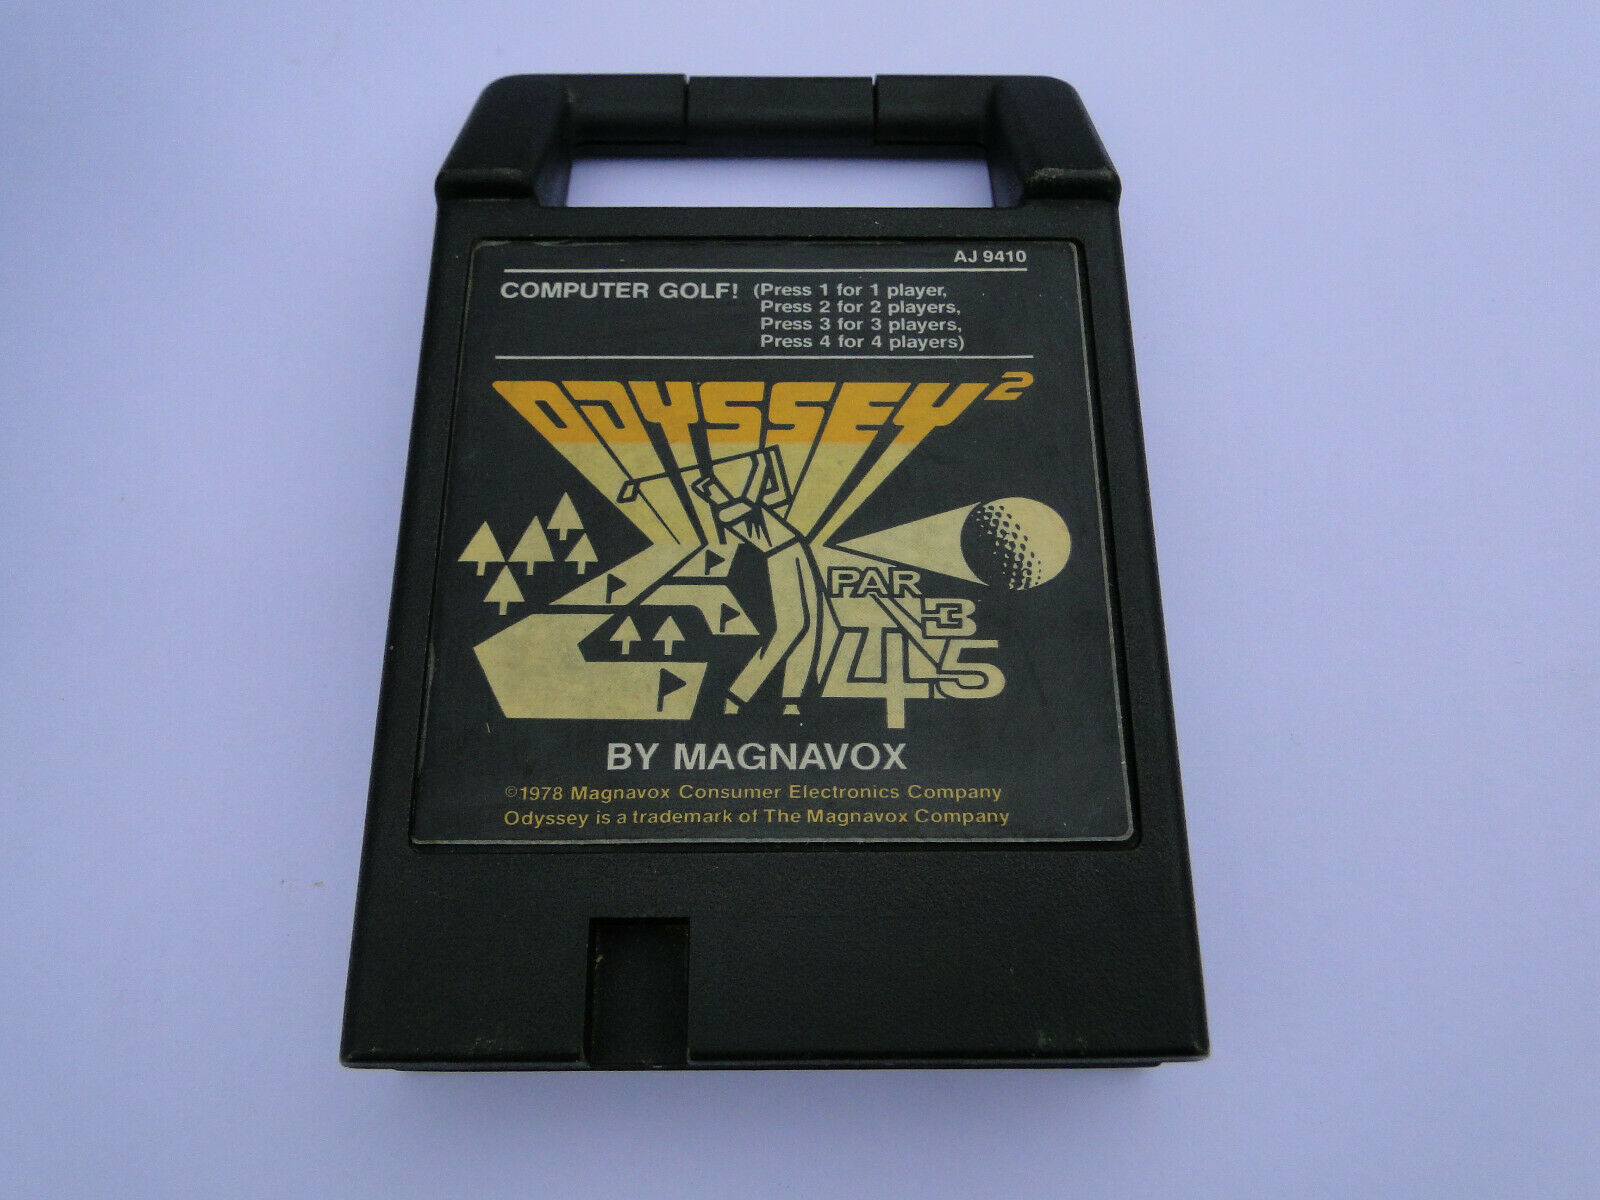 AJ 9410
COMPUTER GOLF! (Press 1 for 1 player,
Press 2 for 2 players,
Press 3 for 3 players,
Press 4 for 4 players)
ODYSSEY²
PAR
3
4 5
BY MAGNAVOX
©1978 Magnavox Consumer Electronics Company
Odyssey is a trademark of The Magnavox Company